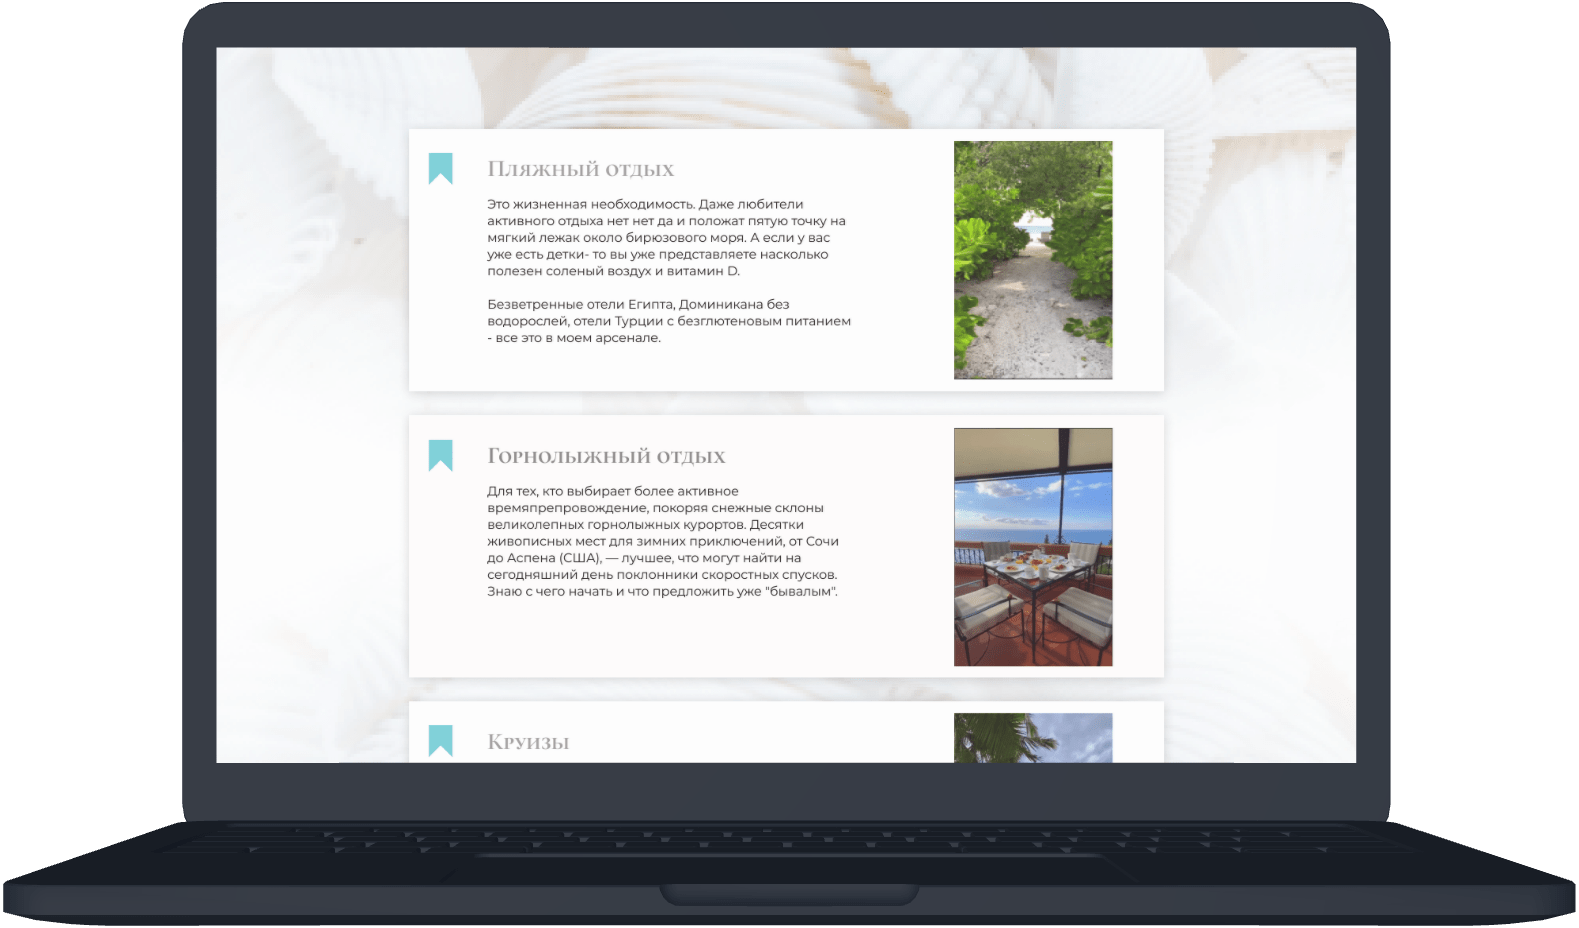 Пляжный отдых
Это жизненная необходимость. Даже любители
активного отдыха нет нет да и положат пятую точку на
мягкий лежак около бирюзового моря. А если у вас
уже есть детки- то вы уже представляете насколько
полезен соленый воздух и витамин D.
Безветренные отели Египта, Доминикана без
водорослей, отели Турции с безглютеновым питанием
- все это в моем арсенале.
Горнолыжный отдых
Для тех, кто выбирает более активное
времяпрепровождение, покоряя снежные склоны
великолепных горнолыжных курортов. Десятки
живописных мест для зимних приключений, от Сочи
до Аспена (США), — лучшее, что могут найти на
сегодняшний день поклонники скоростных спусков.
Знаю с чего начать и что предложить уже "бывалым".
Круизы